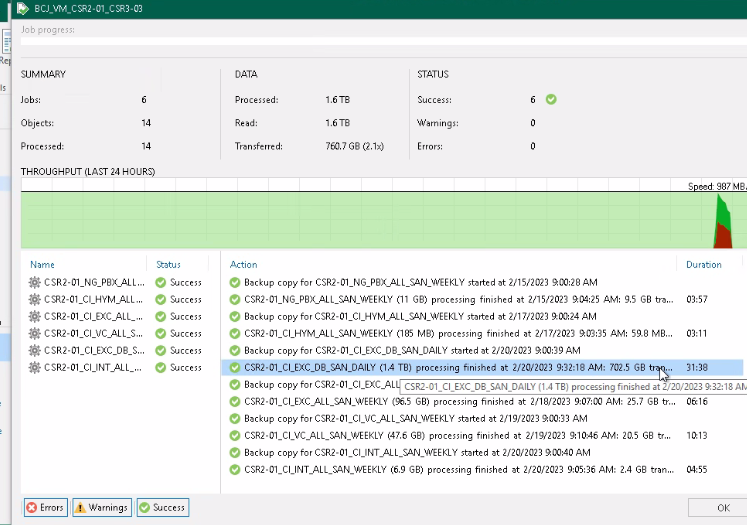 BCJ_VM_CSR2-01_CSR3-03
Job progress:
SUMMARY DATA STATUS
Jobs: 6 Processed: 1.6 TB Success: 6
Objects: 14 Read: 1.6 TB Warnings: 0
Processed: 14 Transferred: 760.7 GB (2.1x) Errors: 0
THROUGHPUT (LAST 24 HOURS)
Speed: 987 MB
Name Status Action Duration
CSR2-01_NG_PBX_ALL... Success Backup copy for CSR2-01_NG_PBX_ALL_SAN_WEEKLY started at 2/15/2023 9:00:28 AM
CSR2-01_CI_HYM_ALL... Success CSR2-01_NG_PBX_ALL_SAN_WEEKLY (11 GB) processing finished at 2/15/2023 9:04:25 AM: 9.5 GB tra... 03:57
CSR2-01_CI_EXC_ALL... Success Backup copy for CSR2-01_CI_HYM_ALL_SAN_WEEKLY started at 2/17/2023 9:00:24 AM
CSR2-01_CI_VC_ALL_S... Success CSR2-01_CI_HYM_ALL_SAN_WEEKLY (185 MB) processing finished at 2/17/2023 9:03:35 AM: 59.8 MB... 03:11
CSR2-01_CI_EXC_DB_S... Success Backup copy for CSR2-01_CI_EXC_DB_SAN_DAILY started at 2/20/2023 9:00:39 AM
CSR2-01_CI_INT_ALL_... Success CSR2-01_CI_EXC_DB_SAN_DAILY (1.4 TB) processing finished at 2/20/2023 9:32:18 AM: 702.5 GB tran... 31:38
Backup copy for CSR2-01_CI_EXC_ALL
CSR2-01_CI_EXC_DB_SAN_DAILY (1.4 TB) processing finished at 2/20/2023 9:32:18 AM
CSR2-01_CI_EXC_ALL_SAN_WEEKLY (96.5 GB) processing finished at 2/18/2023 9:07:00 AM: 25.7 GB tr... 06:16
Backup copy for CSR2-01_CI_VC_ALL_SAN_WEEKLY started at 2/19/2023 9:00:33 AM
CSR2-01_CI_VC_ALL_SAN_WEEKLY (47.6 GB) processing finished at 2/19/2023 9:10:46 AM: 20.5 GB tr... 10:13
Backup copy for CSR2-01_CI_INT_ALL_SAN_WEEKLY started at 2/20/2023 9:00:40 AM
CSR2-01_CI_INT_ALL_SAN_WEEKLY (6.9 GB) processing finished at 2/20/2023 9:05:36 AM: 2.4 GB tran... 04:55
Errors Warnings Success OK